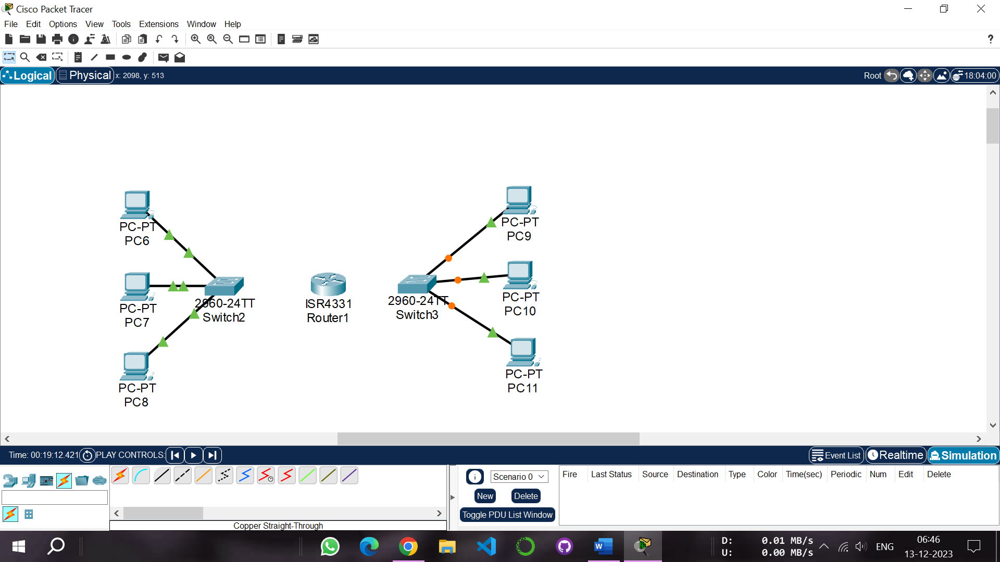 Cisco Packet Tracer
File Edit Options View Tools Extensions Window Help
?
Logical Physical x: 2098, y: 513 Root 18:04:00
PC-PT
PC6
PC-PT
PC9
PC-PT
PC7
2960-24TT
Switch2
ISR4331
Router1
2960-24TT
Switch3
PC-PT
PC10
PC-PT
PC8
PC-PT
PC11
Time: 00:19:12.421 PLAY CONTROLS: Event List Realtime Simulation
Scenario 0
New Delete
Toggle PDU List Window
Fire Last Status Source Destination Type Color Time(sec) Periodic Num Edit Delete
Copper Straight-Through
D: 0.01 MB/s
U: 0.00 MB/s
ENG
06:46
13-12-2023